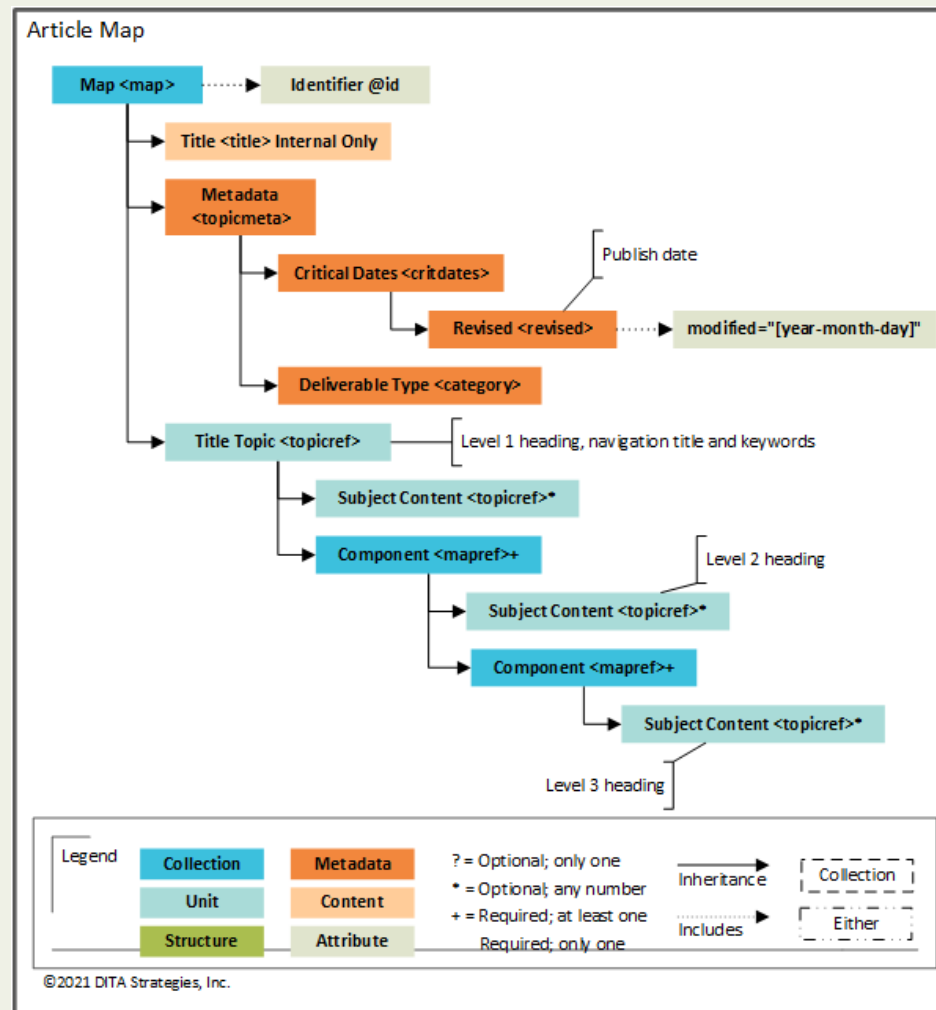 Article Map
Map <map>
Identifier @id
Title <title> Internal Only
Metadata
<topicmeta>
Critical Dates <critdates>
Publish date
Revised <revised>
modified="[year-month-day]"
Deliverable Type <category>
Title Topic <topicref>
Level 1 heading, navigation title and keywords
Subject Content <topicref>*
Component <mapref>+
Level 2 heading
Subject Content <topicref>*
Component <mapref>+
Subject Content <topicref>*
Level 3 heading
Legend
Collection
Metadata
Unit
Content
Structure
Attribute
? = Optional; only one
* = Optional; any number
+ = Required; at least one
Required; only one
Inheritance
Includes
Collection
Either
©2021 DITA Strategies, Inc.